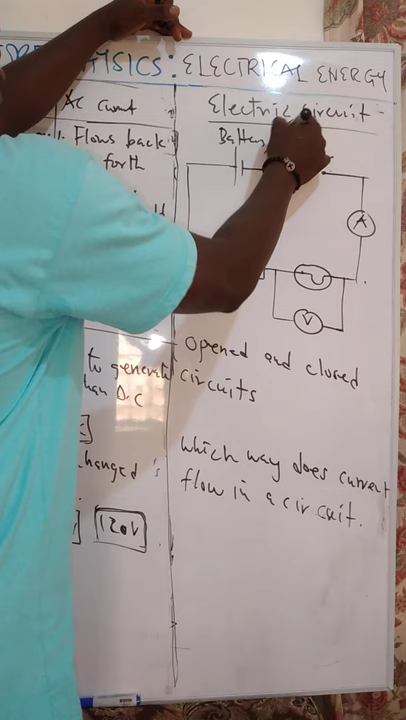 PHYSICS: ELECTRICAL ENERGY
AC Current
Flows back
forth
to generate
than D.C
changed
120V
Electric circuit
Battery
A
V
Opened and closed
circuits
which way does current
flow in a circuit.